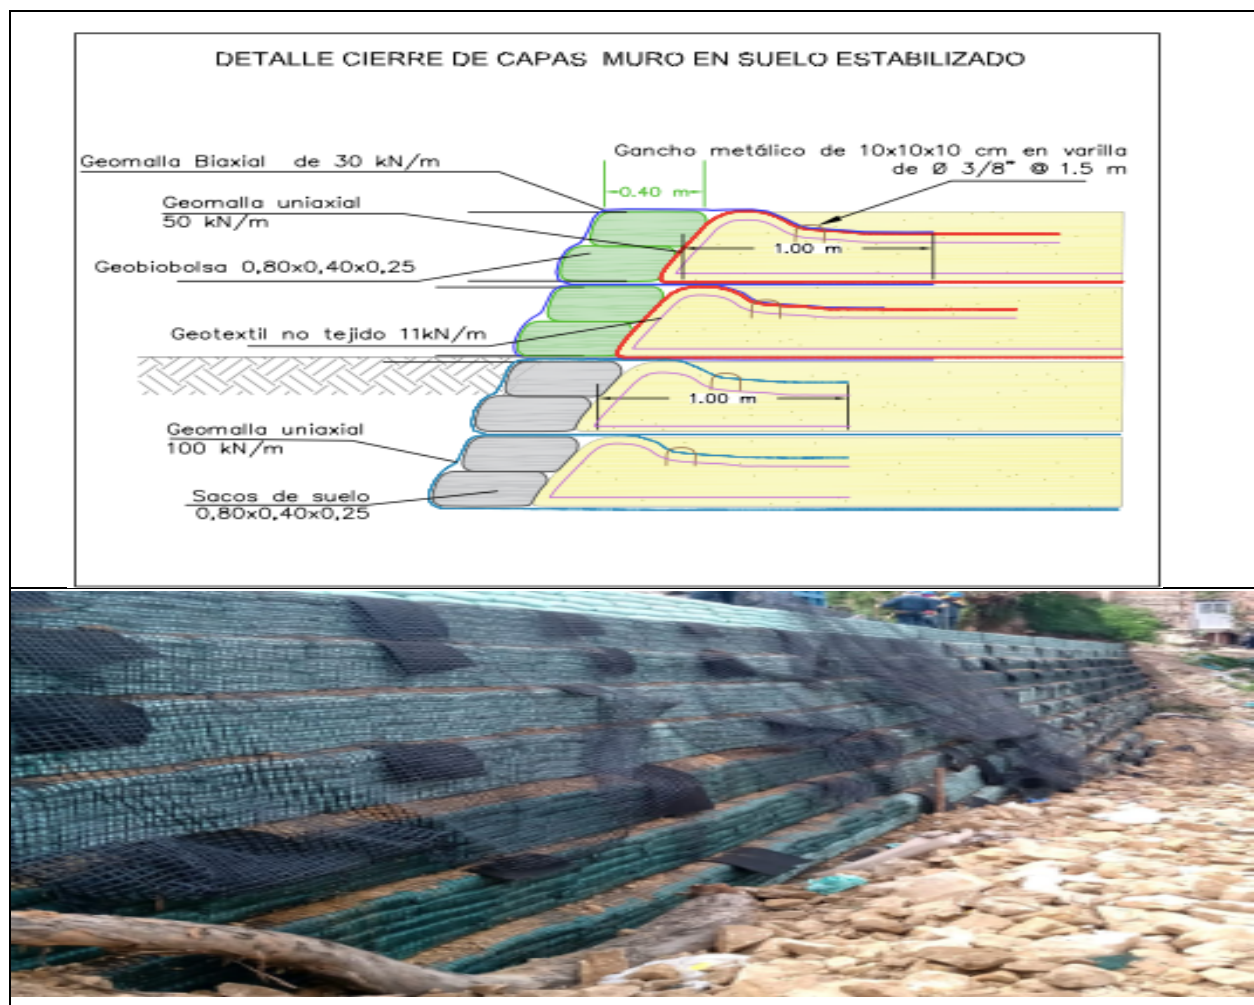 DETALLE CIERRE DE CAPAS MURO EN SUELO ESTABILIZADO
Geomalla Biaxial de 30 kN/m
Gancho metálico de 10x10x10 cm en varilla
de Ø 3/8" @ 1.5 m
0.40 m
Geomalla uniaxial
50 kN/m
1.00 m
Geobiobolsa 0,80x0,40x0,25
Geotextil no tejido 11kN/m
1.00 m
Geomalla uniaxial
100 kN/m
Sacos de suelo
0,80x0,40x0,25